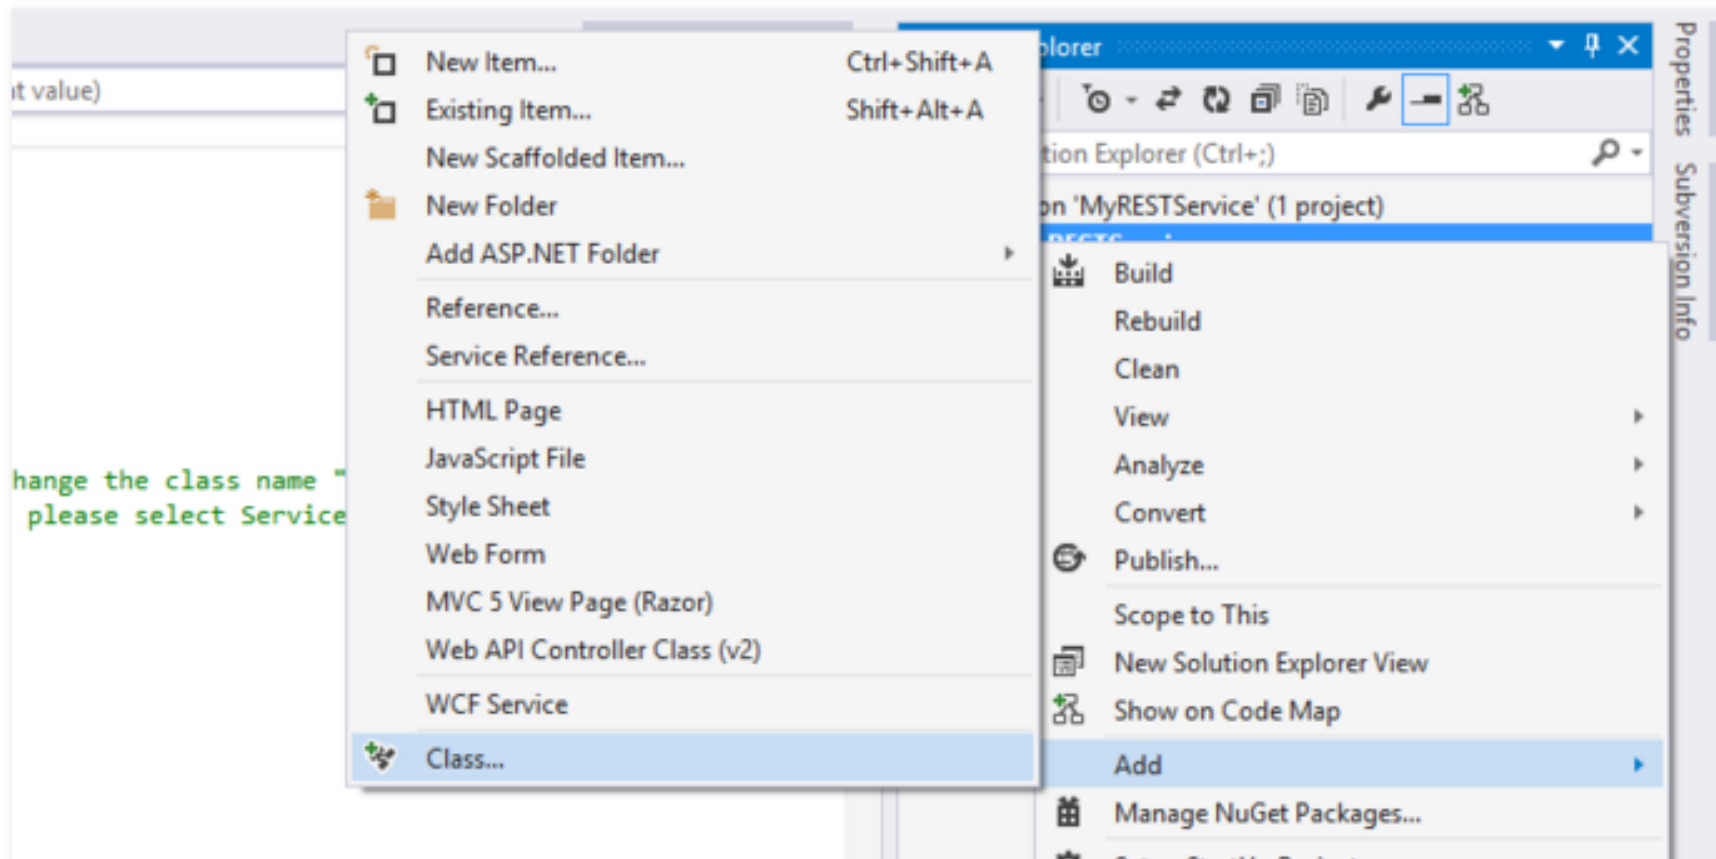 it value)
hange the class name "
please select Service
New Item... Ctrl+Shift+A
Existing Item... Shift+Alt+A
New Scaffolded Item...
New Folder
Add ASP.NET Folder
Reference...
Service Reference...
HTML Page
JavaScript File
Style Sheet
Web Form
MVC 5 View Page (Razor)
Web API Controller Class (v2)
WCF Service
Class...
plorer
tion Explorer (Ctrl+;)
on 'MyRESTService' (1 project)
Build
Rebuild
Clean
View
Analyze
Convert
Publish...
Scope to This
New Solution Explorer View
Show on Code Map
Add
Manage NuGet Packages...
Properties
Subversion Info